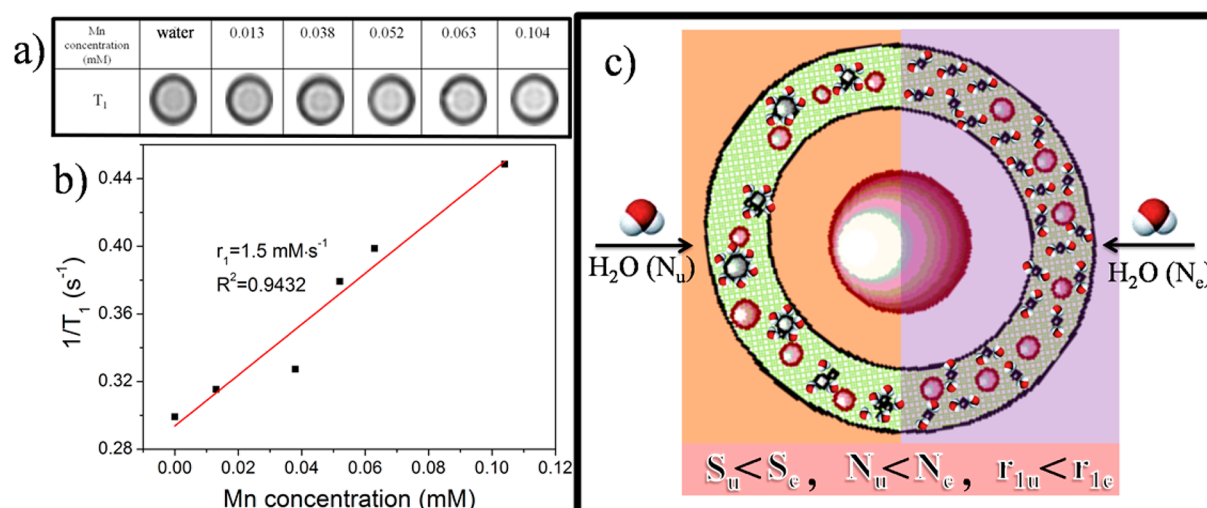 a)
Mn concentration (mM) water 0.013 0.038 0.052 0.063 0.104
T1
b)
0.44
0.40
0.36
0.32
0.28
1/T1 (s-1)
r1=1.5 mM·s-1
R2=0.9432
0.00 0.02 0.04 0.06 0.08 0.10
Mn concentration (mM)
c)
H2O (Nu)
H2O (Ne)
Su<Se, Nu<Ne, r1u<r1e